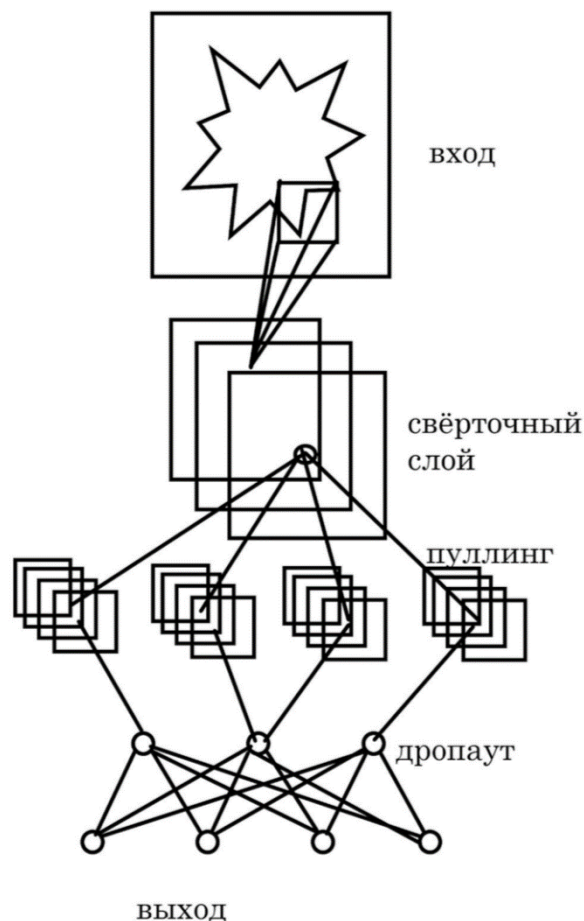 вход
свёрточный
слой
пуллинг
дропаут
выход